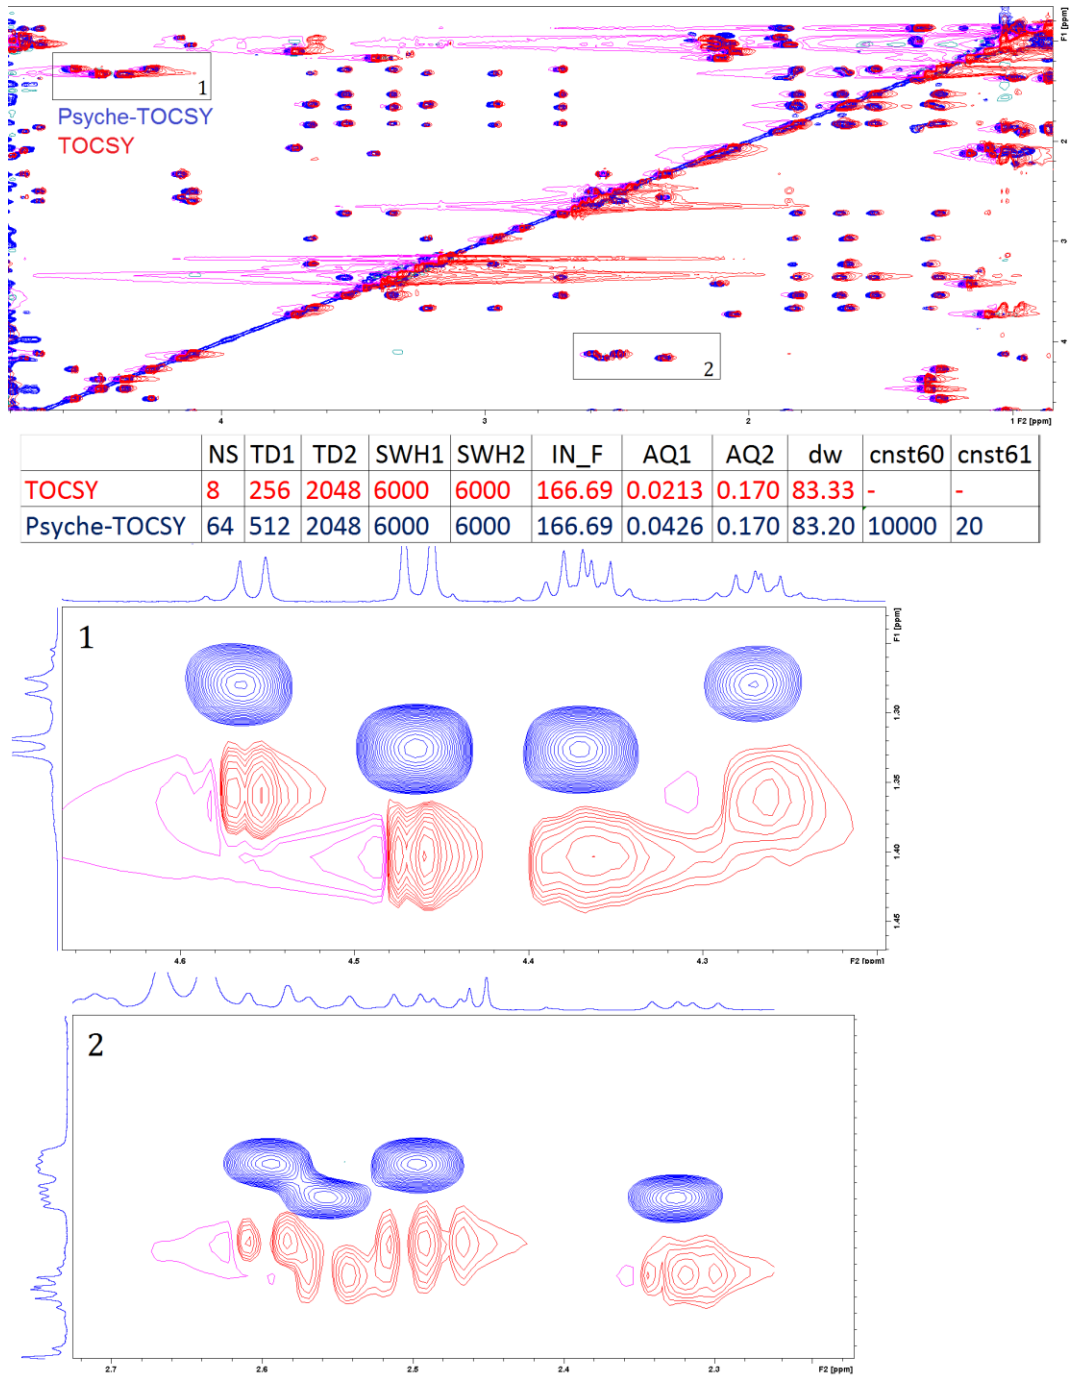 1
F1 [ppm]
Psyche-TOCSY
TOCSY
2
3
4
2
4 3 2 1 F2 [ppm]
NS TD1 TD2 SWH1 SWH2 IN_F AQ1 AQ2 dw cnst60 cnst61
TOCSY 8 256 2048 6000 6000 166.69 0.0213 0.170 83.33 - -
Psyche-TOCSY 64 512 2048 6000 6000 166.69 0.0426 0.170 83.20 10000 20
1
F1 [ppm]
1.30
1.35
1.40
1.45
4.6 4.5 4.4 4.3 F2 [ppm]
2
2.7 2.6 2.5 2.4 2.3 F2 [ppm]